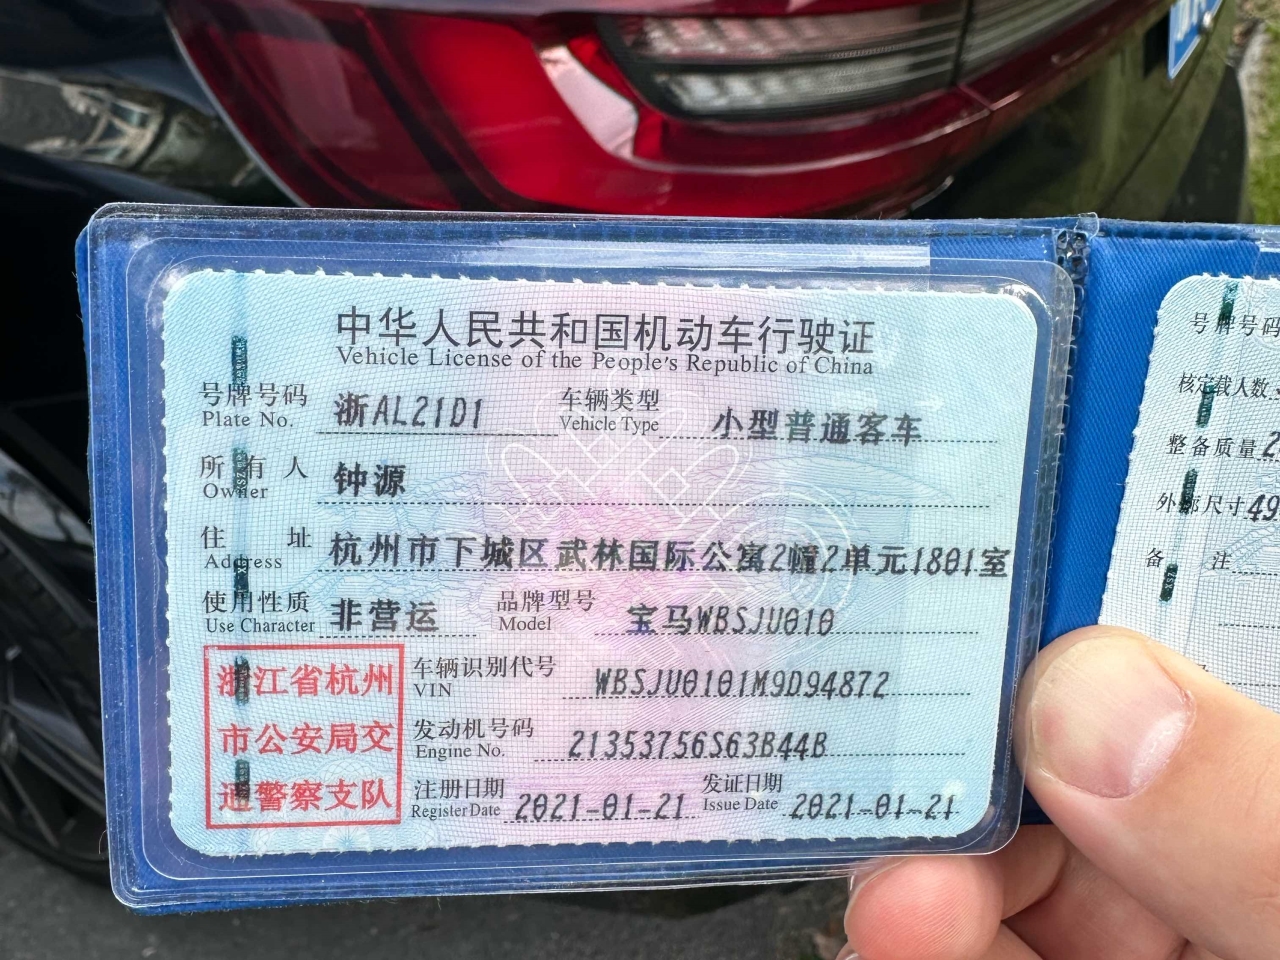 中华人民共和国机动车行驶证
Vehicle License of the People's Republic of China
号牌号码 浙AL21D1 车辆类型 小型普通客车
Plate No. Vehicle Type
所有人 钟源
Owner
住址 杭州市下城区武林国际公寓2幢2单元1801室
Address
使用性质 非营运 品牌型号 宝马WBSJU010
Use Character Model
浙江省杭州
市公安局交
通警察支队
车辆识别代号 WBSJU0101M9D94872
VIN
发动机号码 21353756S63B44B
Engine No.
注册日期 2021-01-21 发证日期 2021-01-21
Register Date Issue Date
号牌号码
核定载人数
整备质量
外廓尺寸 49
备注